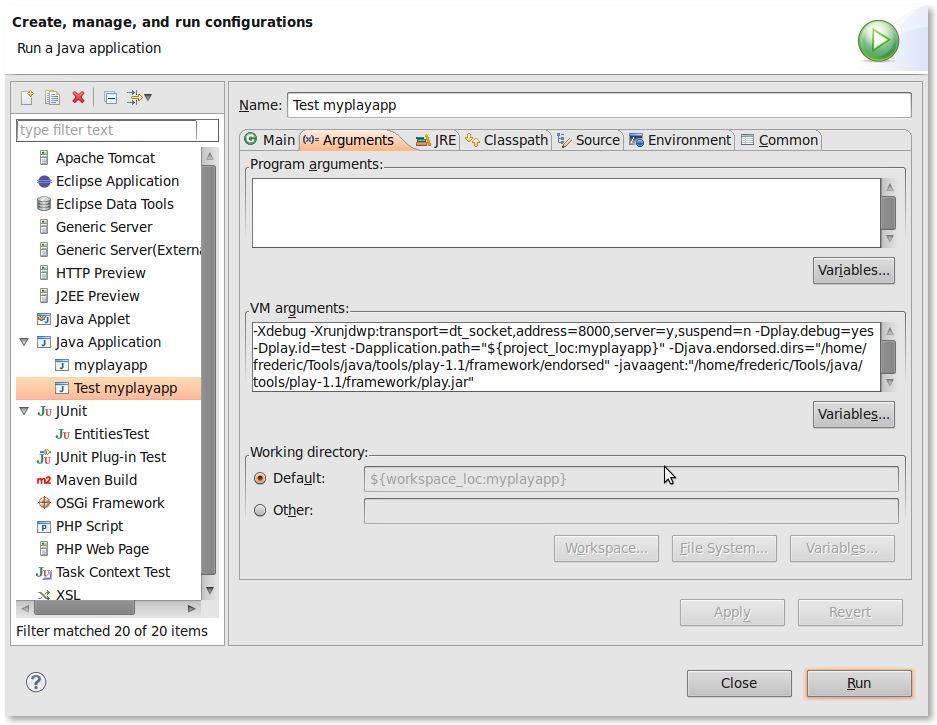 Create, manage, and run configurations
Run a Java application
type filter text
Apache Tomcat
Eclipse Application
Eclipse Data Tools
Generic Server
Generic Server(Externa
HTTP Preview
J2EE Preview
Java Applet
Java Application
myplayapp
Test myplayapp
JUnit
EntitiesTest
JUnit Plug-in Test
Maven Build
OSGi Framework
PHP Script
PHP Web Page
Task Context Test
XSL
Filter matched 20 of 20 items
Name: Test myplayapp
Main (x)= Arguments JRE Classpath Source Environment Common
Program arguments:
Variables...
VM arguments:
-Xdebug -Xrunjdwp:transport=dt_socket,address=8000,server=y,suspend=n -Dplay.debug=yes
-Dplay.id=test -Dapplication.path="${project_loc:myplayapp}" -Djava.endorsed.dirs="/home/
frederic/Tools/java/tools/play-1.1/framework/endorsed" -javaagent:"/home/frederic/Tools/java/
tools/play-1.1/framework/play.jar"
Variables...
Working directory:
Default: ${workspace_loc:myplayapp}
Other:
Workspace... File System... Variables...
Apply Revert
? Close Run